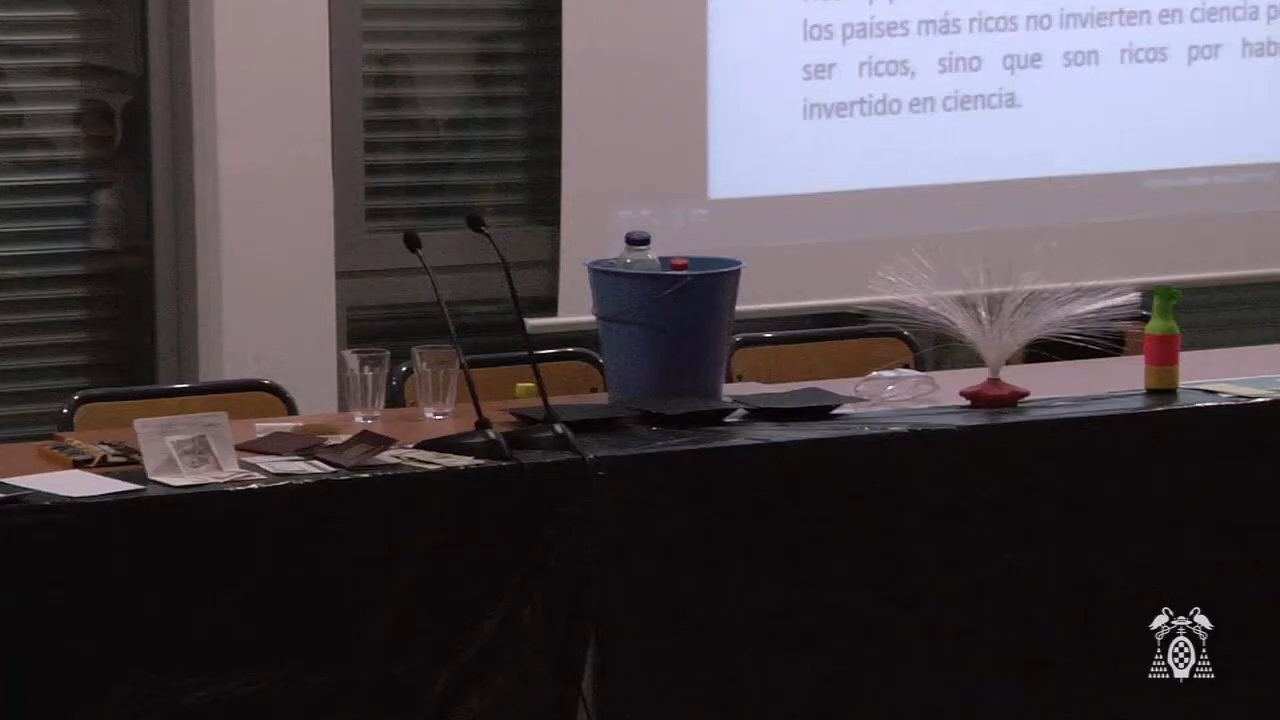 los países más ricos no invierten en ciencia p
ser ricos, sino que son ricos por hab
invertido en ciencia.